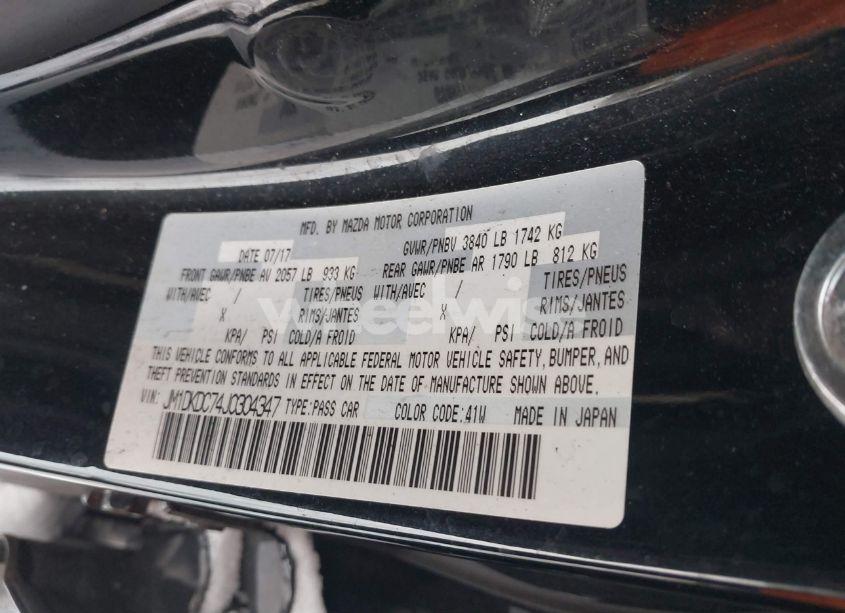 MFD. BY MAZDA MOTOR CORPORATION
DATE 07/17 GVWR/PNBV 3840 LB 1742 KG
FRONT GAWR/PNBE AV 2057 LB 933 KG REAR GAWR/PNBE AR 1790 LB 812 KG
WITH/AVEC / TIRES/PNEUS WITH/AVEC / TIRES/PNEUS
X RIMS/JANTES X RIMS/JANTES
KPA/ PSI COLD/A FROID KPA/ PSI COLD/A FROID
THIS VEHICLE CONFORMS TO ALL APPLICABLE FEDERAL MOTOR VEHICLE SAFETY, BUMPER, AND
THEFT PREVENTION STANDARDS IN EFFECT ON THE DATE OF MANUFACTURE SHOWN ABOVE.
VIN: JM1DKDC74J0304347 TYPE:PASS CAR COLOR CODE:41W MADE IN JAPAN
wheelwis